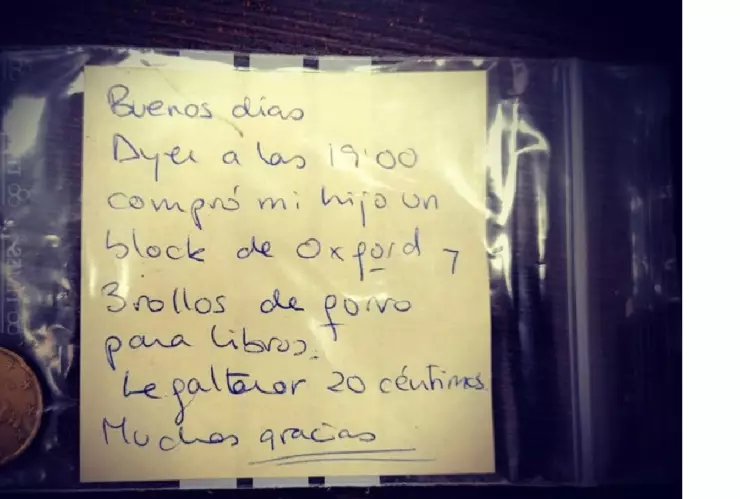 Buenos días
Ayer a las 19:00
compró mi hijo un
block de Oxford y
3 rollos de forro
para libros.
Le faltaron 20 céntimos
Muchas gracias